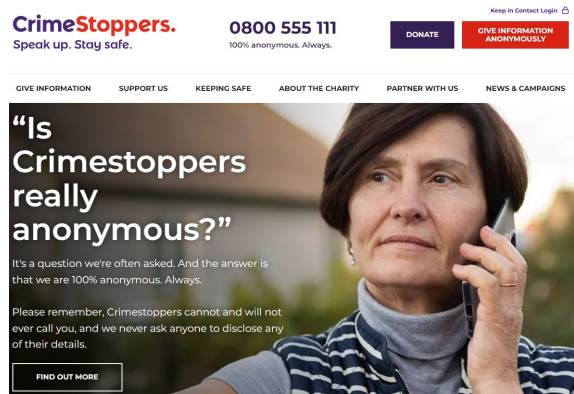 Keep in Contact Login
CrimeStoppers.
Speak up. Stay safe.
0800 555 111
100% anonymous. Always.
DONATE
GIVE INFORMATION
ANONYMOUSLY
GIVE INFORMATION
SUPPORT US
KEEPING SAFE
ABOUT THE CHARITY
PARTNER WITH US
NEWS & CAMPAIGNS
“Is
Crimestoppers
really
anonymous?”
It's a question we're often asked. And the answer is
that we are 100% anonymous. Always.
Please remember, Crimestoppers cannot and will not
ever call you, and we never ask anyone to disclose any
of their details.
FIND OUT MORE